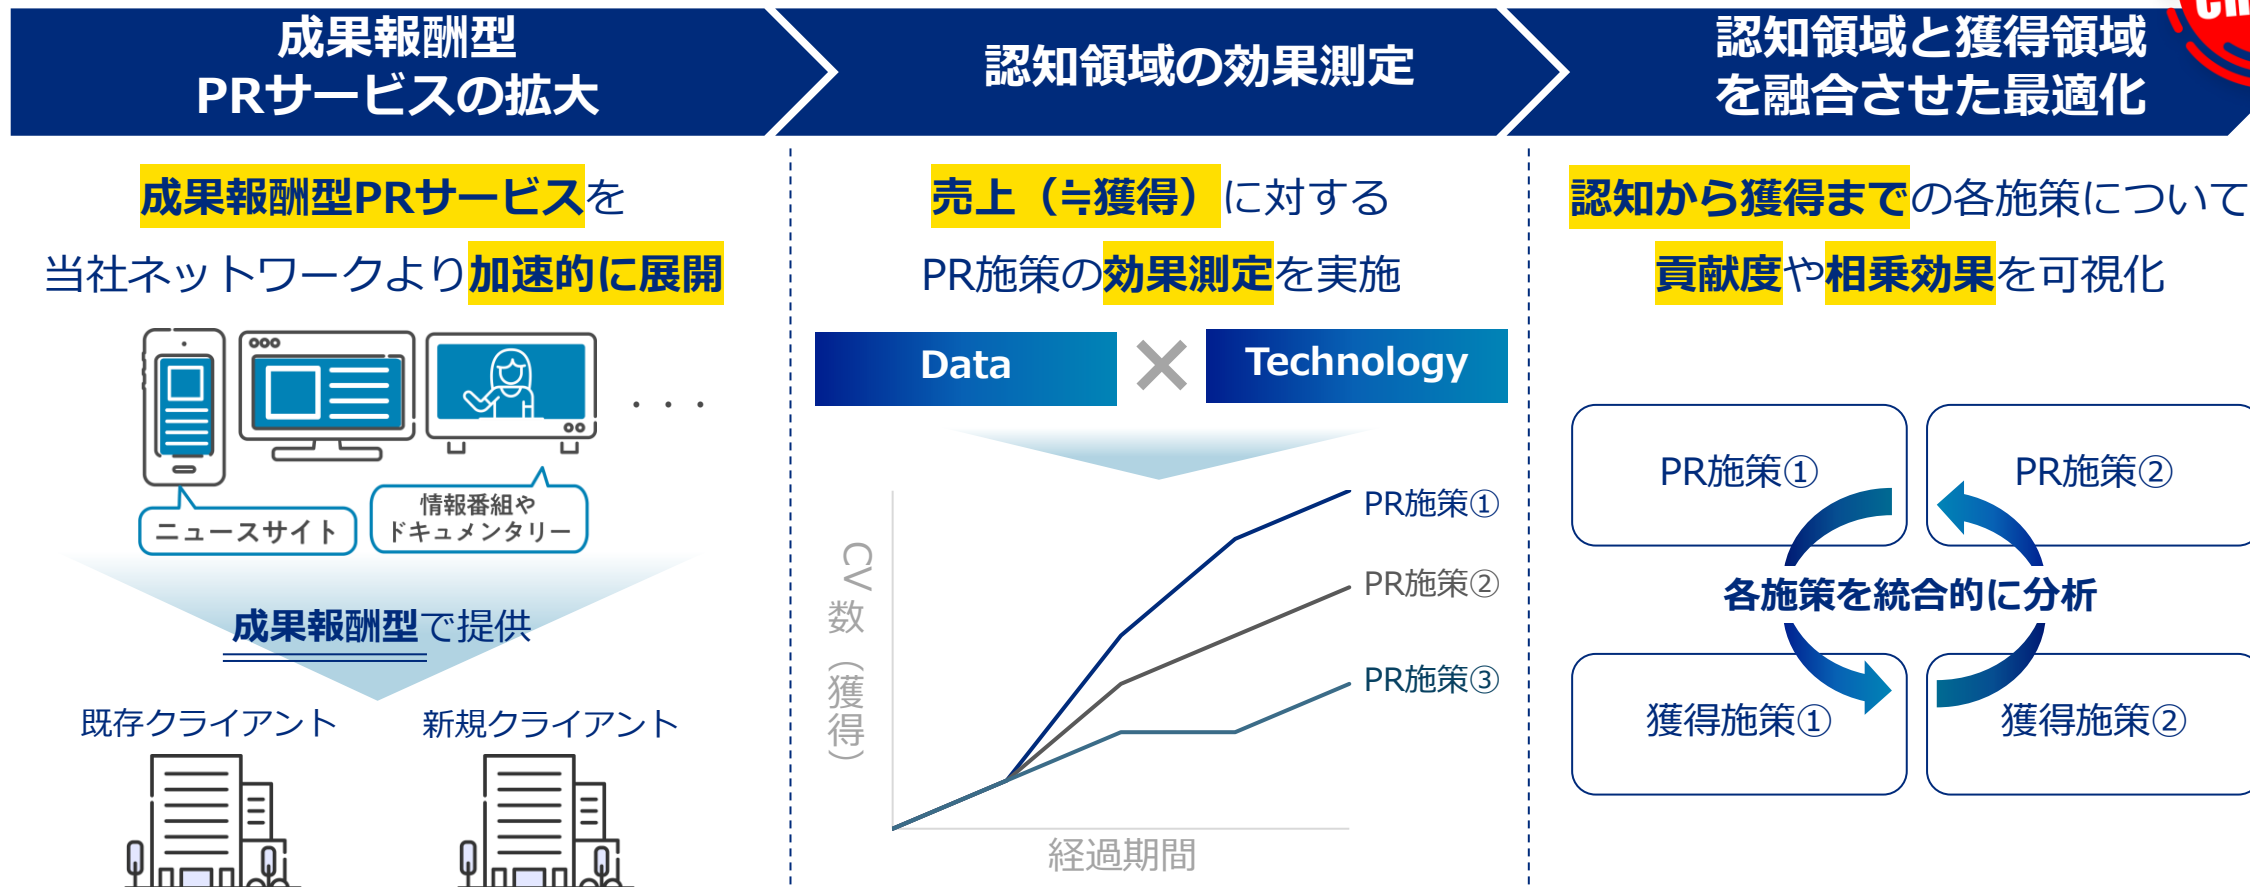 成果報酬型
PRサービスの拡大
認知領域の効果測定
認知領域と獲得領域
を融合させた最適化
成果報酬型PRサービスを
当社ネットワークより加速的に展開
・・・
ニュースサイト
情報番組や
ドキュメンタリー
成果報酬型で提供
既存クライアント
新規クライアント
売上（≒獲得）に対する
PR施策の効果測定を実施
Data
×
Technology
CV数（獲得）
PR施策①
PR施策②
PR施策③
経過期間
認知から獲得までの各施策について
貢献度や相乗効果を可視化
PR施策①
PR施策②
各施策を統合的に分析
獲得施策①
獲得施策②